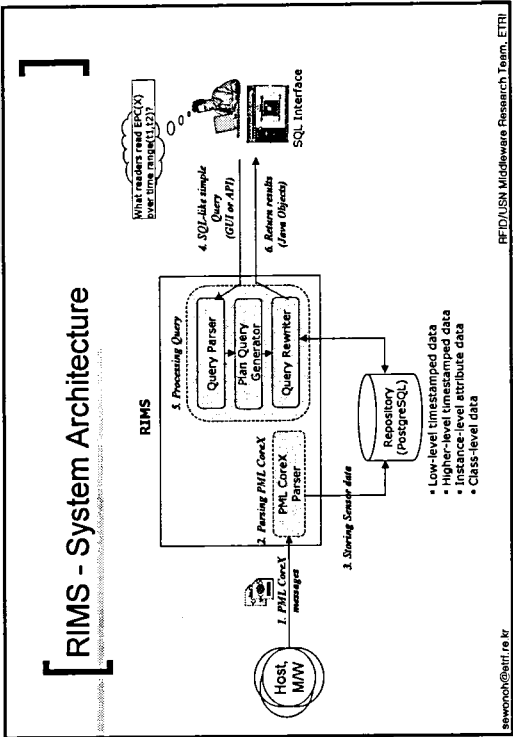 RIMS - System Architecture
What readers read EPC(X)
over time range(t1,t2)?
SQL Interface
4. SQL-like simple
Query
(GUI or API)
6. Return results
(Java Objects)
RIMS
5. Processing Query
Query Parser
Plan Query
Generator
Query Rewriter
2. Parsing PML CoreX
PML CoreX
Parser
1. PML CoreX
messages
Host,
M/W
3. Storing Sensor data
Repository
(PostgreSQL)
• Low-level timestamped data
• Higher-level timestamped data
• Instance-level attribute data
• Class-level data
sewonoh@etri.re.kr
RFID/USN Middleware Research Team, ETRI